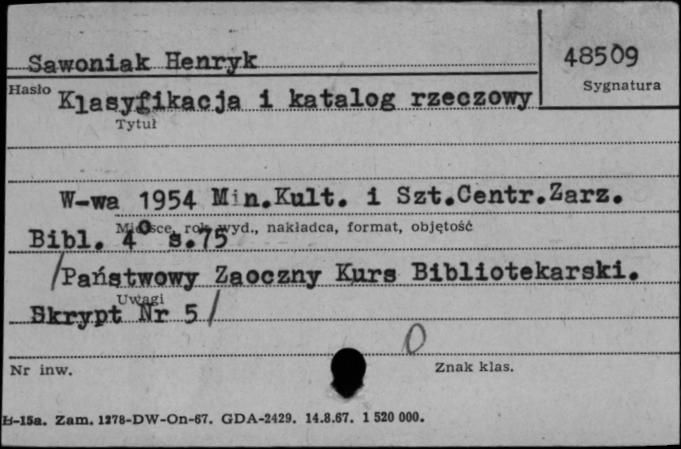 Sawoniak Henryk
48509
Hasło
Sygnatura
Klasyfikacja i katalog rzeczowy
Tytuł
W-wa 1954 Min.Kult. i Szt.Centr.Zarz.
Miejsce, rok wyd., nakładca, format, objętość
Bibl. 4° s.75
/Państwowy Zaoczny Kurs Bibliotekarski.
Uwagi
Skrypt Nr 5/
0
Nr inw.
Znak klas.
B-15a. Zam. 1278-DW-On-67. GDA-2429. 14.8.67. 1 520 000.